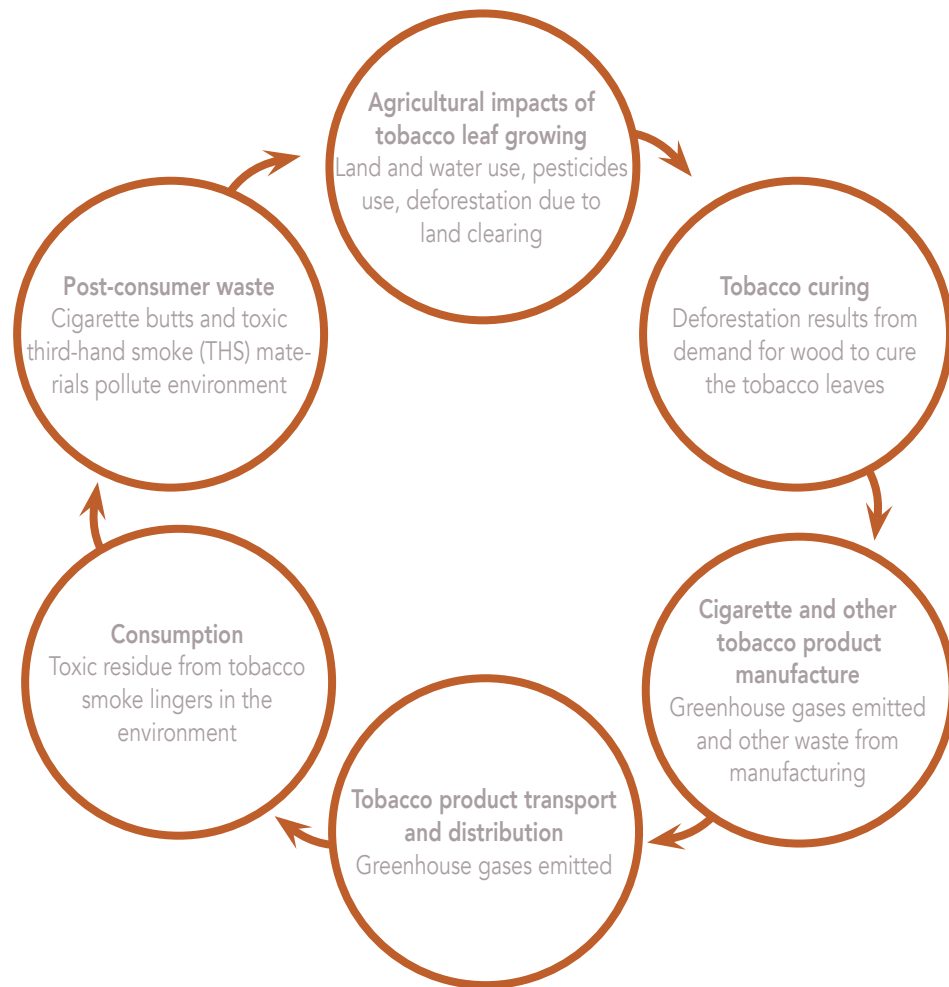 Agricultural impacts of
tobacco leaf growing
Land and water use, pesticides
use, deforestation due to
land clearing
Tobacco curing
Deforestation results from
demand for wood to cure
the tobacco leaves
Cigarette and other
tobacco product
manufacture
Greenhouse gases emitted
and other waste from
manufacturing
Tobacco product transport
and distribution
Greenhouse gases emitted
Consumption
Toxic residue from tobacco
smoke lingers in the
environment
Post-consumer waste
Cigarette butts and toxic
third-hand smoke (THS) mate-
rials pollute environment